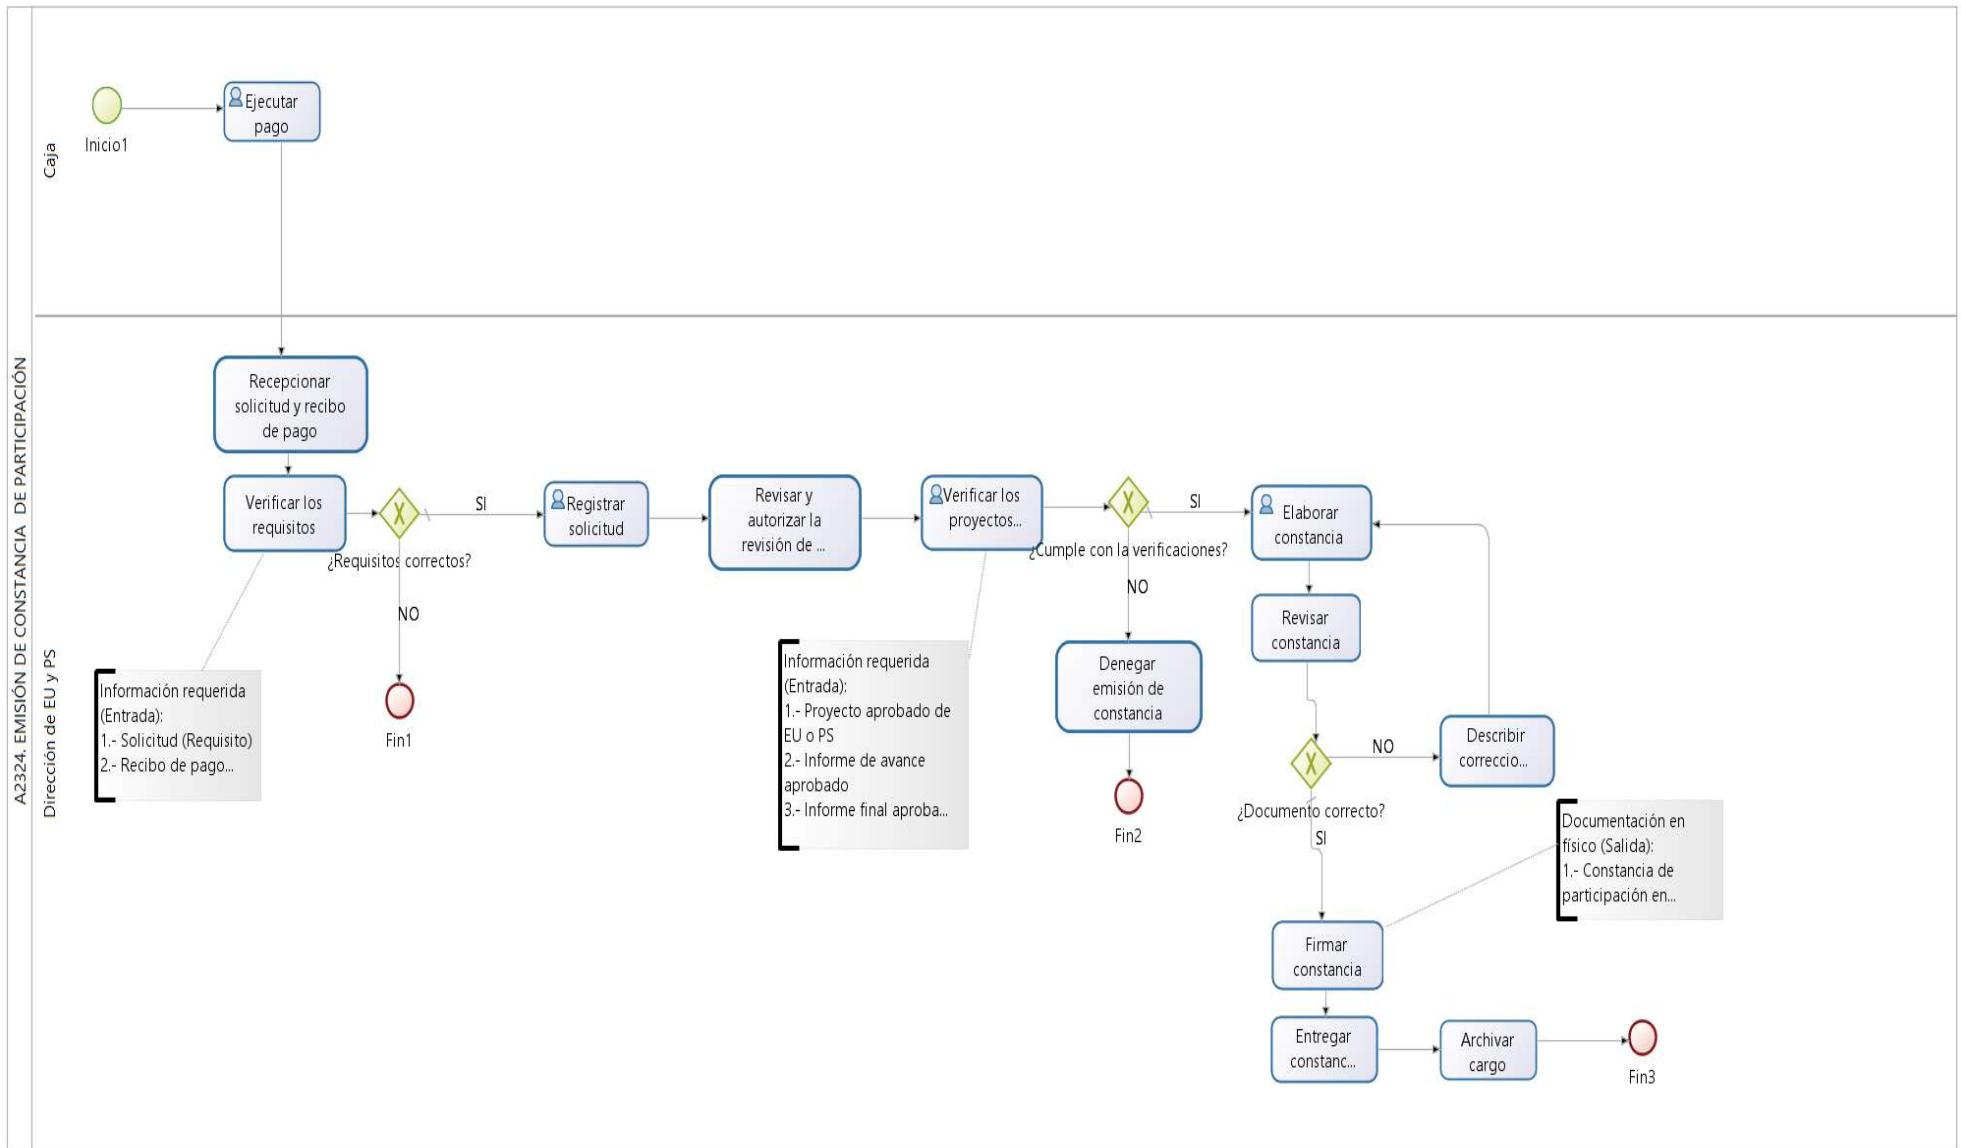 A2324. EMISIÓN DE CONSTANCIA DE PARTICIPACIÓN
Caja
Inicio1
Ejecutar
pago
Dirección de EU y PS
Recepcionar
solicitud y recibo
de pago
Verificar los
requisitos
¿Requisitos correctos?
SI
NO
Fin1
Información requerida
(Entrada):
1.- Solicitud (Requisito)
2.- Recibo de pago...
Registrar
solicitud
Revisar y
autorizar la
revisión de ...
Verificar los
proyectos...
Información requerida
(Entrada):
1.- Proyecto aprobado de
EU o PS
2.- Informe de avance
aprobado
3.- Informe final aproba...
¿Cumple con la verificaciones?
SI
NO
Denegar
emisión de
constancia
Fin2
Elaborar
constancia
Revisar
constancia
¿Documento correcto?
NO
Describir
correccio...
SI
Documentación en
físico (Salida):
1.- Constancia de
participación en...
Firmar
constancia
Entregar
constanc...
Archivar
cargo
Fin3